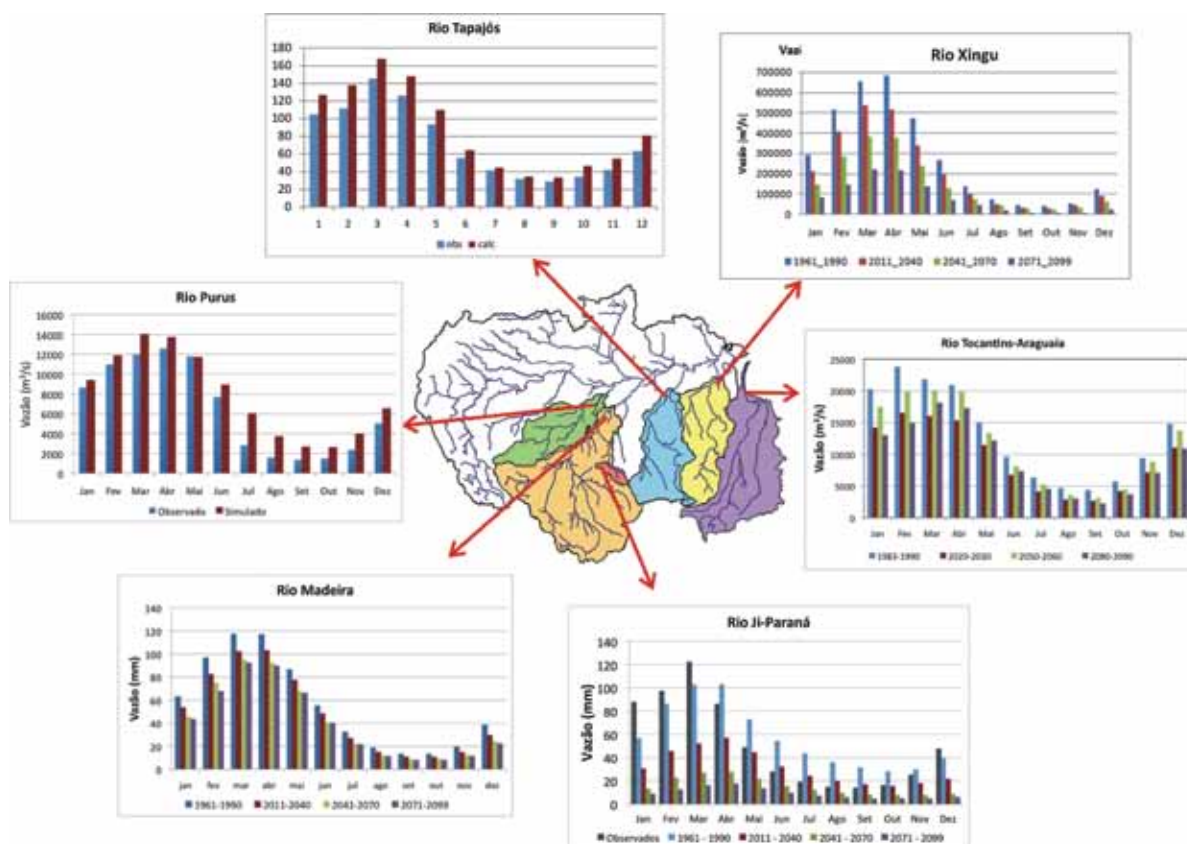 Rio Tapajós
180
160
140
120
100
80
60
40
20
0
1 2 3 4 5 6 7 8 9 10 11 12
obs calc
Rio Xingu
Vazão (m³/s)
700000
600000
500000
400000
300000
200000
100000
0
Jan Fev Mar Abr Mai Jun Jul Ago Set Out Nov Dez
1961_1990 2011_2040 2041_2070 2071_2099
Rio Purus
Vazão (m³/s)
16000
14000
12000
10000
8000
6000
4000
2000
0
Jan Fev Mar Abr Mai Jun Jul Ago Set Out Nov Dez
Observado Simulado
Rio Tocantins-Araguaia
Vazão (m³/s)
25000
20000
15000
10000
5000
0
Jan Fev Mar Abr Mai Jun Jul Ago Set Out Nov Dez
2050-2060 2080-2090
Rio Madeira
Vazão (mm)
140
120
100
80
60
40
20
0
jan fev mar abr mai jun jul ago set out nov dez
1961-1990 2011-2040 2041-2070 2071-2099
Rio Ji-Paraná
Vazão (mm)
140
120
100
80
60
40
20
0
Jan Fev Mar Abr Mai Jun Jul Ago Set Out Nov Dez
Observados 1961 - 1990 2011 - 2040 2041 - 2070 2071 - 2099